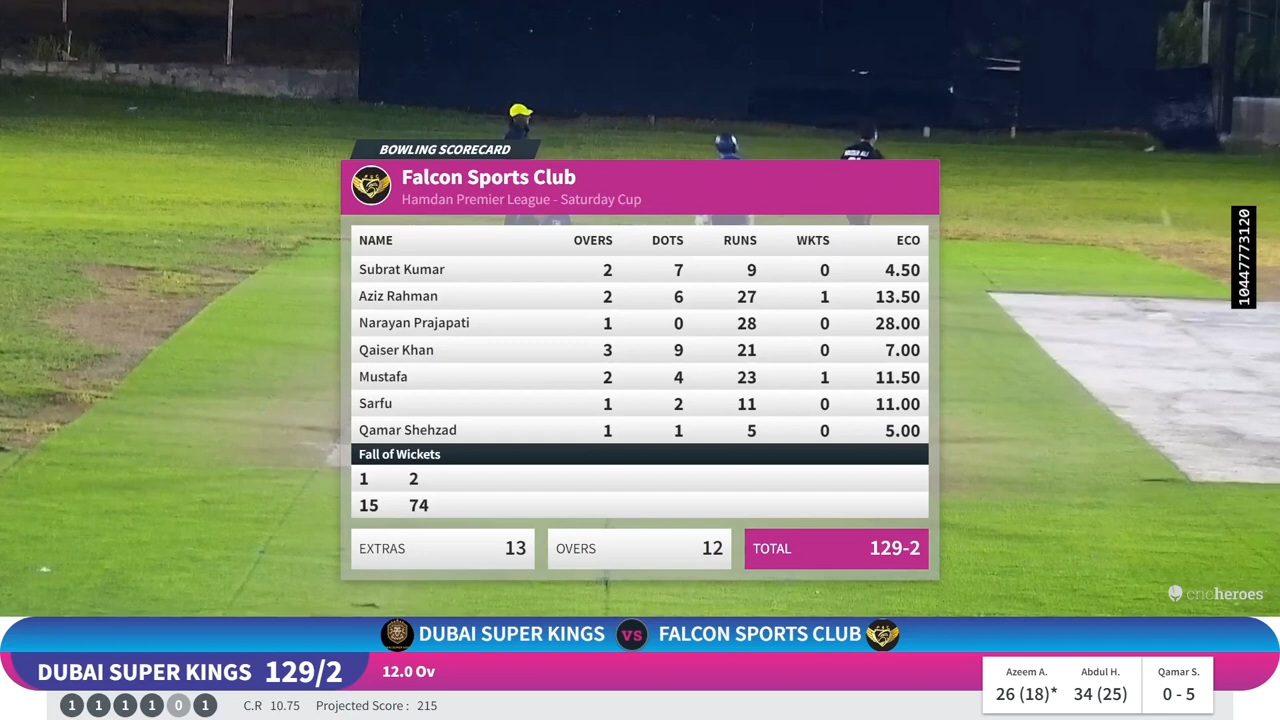 BOWLING SCORECARD
Falcon Sports Club
Hamdan Premier League - Saturday Cup
NAME OVERS DOTS RUNS WKTS ECO
Subrat Kumar 2 7 9 0 4.50
Aziz Rahman 2 6 27 1 13.50
Narayan Prajapati 1 0 28 0 28.00
Qaiser Khan 3 9 21 0 7.00
Mustafa 2 4 23 1 11.50
Sarfu 1 2 11 0 11.00
Qamar Shehzad 1 1 5 0 5.00
Fall of Wickets
1 2
15 74
EXTRAS 13 OVERS 12 TOTAL 129-2
10447773120
cricheroes
DUBAI SUPER KINGS VS FALCON SPORTS CLUB
DUBAI SUPER KINGS 129/2 12.0 Ov
Azeem A. Abdul H. Qamar S.
26 (18)* 34 (25) 0 - 5
1 1 1 1 0 1 C.R 10.75 Projected Score : 215